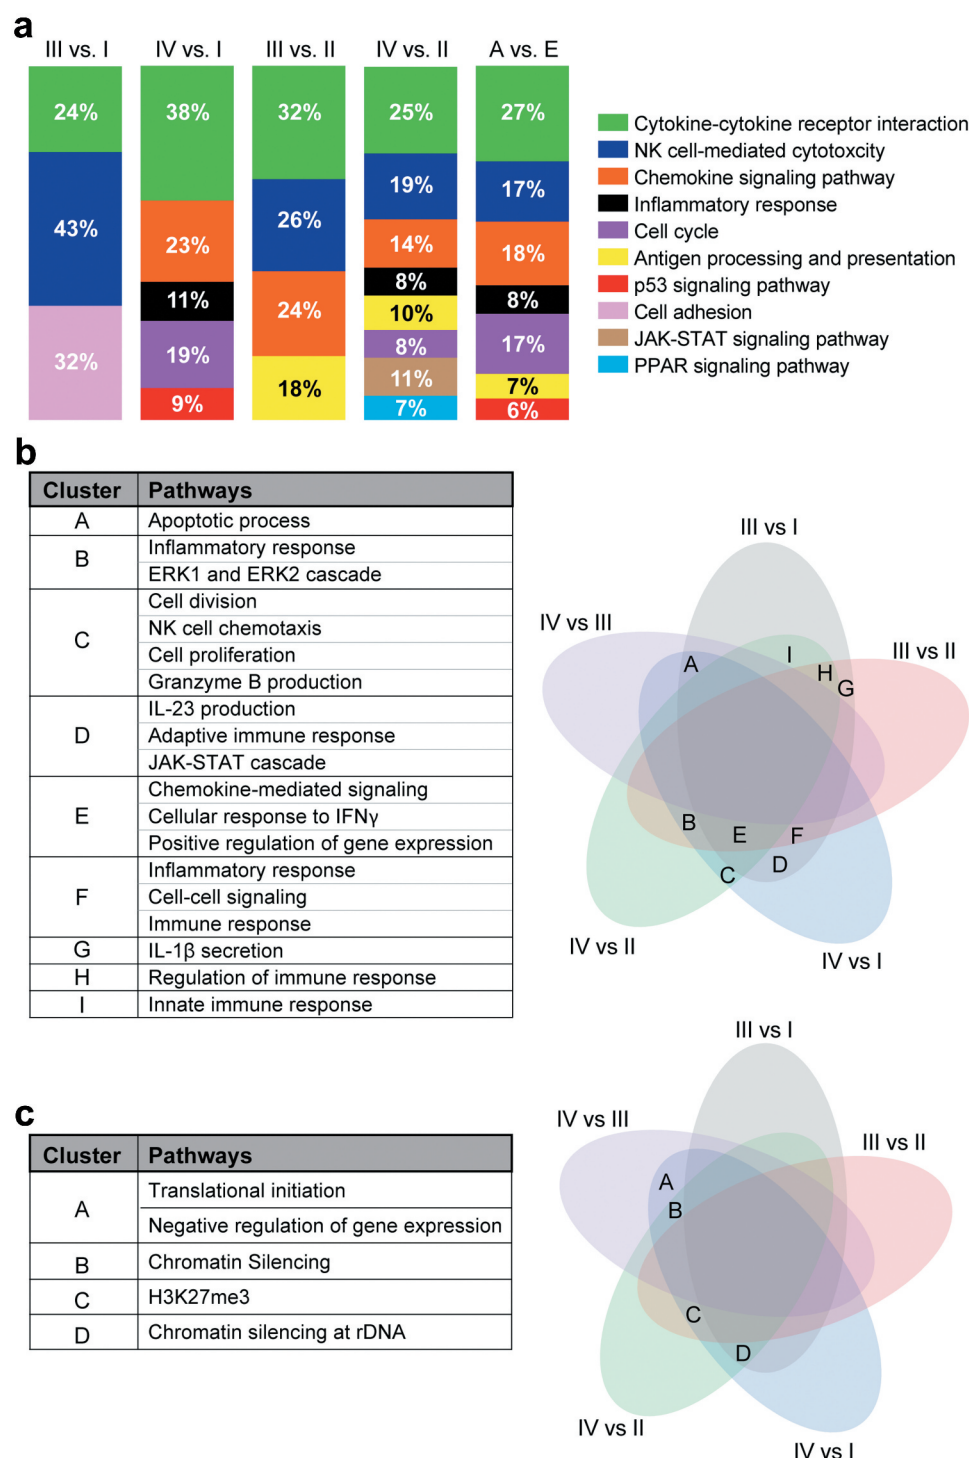 a
III vs. I
IV vs. I
III vs. II
IV vs. II
A vs. E
24%
43%
32%
38%
23%
11%
19%
9%
32%
26%
24%
18%
25%
19%
14%
8%
10%
8%
11%
7%
27%
17%
18%
8%
17%
7%
6%
Cytokine-cytokine receptor interaction
NK cell-mediated cytotoxcity
Chemokine signaling pathway
Inflammatory response
Cell cycle
Antigen processing and presentation
p53 signaling pathway
Cell adhesion
JAK-STAT signaling pathway
PPAR signaling pathway
b
Cluster Pathways
A Apoptotic process
B Inflammatory response
ERK1 and ERK2 cascade
C Cell division
NK cell chemotaxis
Cell proliferation
Granzyme B production
D IL-23 production
Adaptive immune response
JAK-STAT cascade
E Chemokine-mediated signaling
Cellular response to IFNγ
Positive regulation of gene expression
F Inflammatory response
Cell-cell signaling
Immune response
G IL-1β secretion
H Regulation of immune response
I Innate immune response
III vs I
IV vs III
III vs II
A
I
H
G
B
E
F
D
C
IV vs II
IV vs I
c
Cluster Pathways
A Translational initiation
Negative regulation of gene expression
B Chromatin Silencing
C H3K27me3
D Chromatin silencing at rDNA
III vs I
IV vs III
III vs II
A
B
C
D
IV vs II
IV vs I